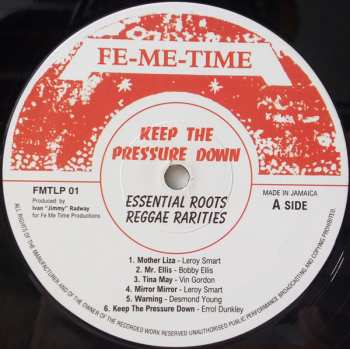 FE-ME-TIME
KEEP THE
PRESSURE DOWN
FMTLP 01
Produced by
Ivan "Jimmy" Radway
for Fe Me Time Productions
ESSENTIAL ROOTS
REGGAE RARITIES
MADE IN JAMAICA
A SIDE
1. Mother Liza - Leroy Smart
2. Mr. Ellis - Bobby Ellis
3. Tina May - Vin Gordon
4. Mirror Mirror - Leroy Smart
5. Warning - Desmond Young
6. Keep The Pressure Down - Errol Dunkley
ALL RIGHTS OF THE MANUFACTURER AND OF THE OWNER OF THE RECORDED WORK RESERVED UNAUTHORISED PUBLIC PERFORMANCE BROADCASTING AND COPYING PROHIBITED